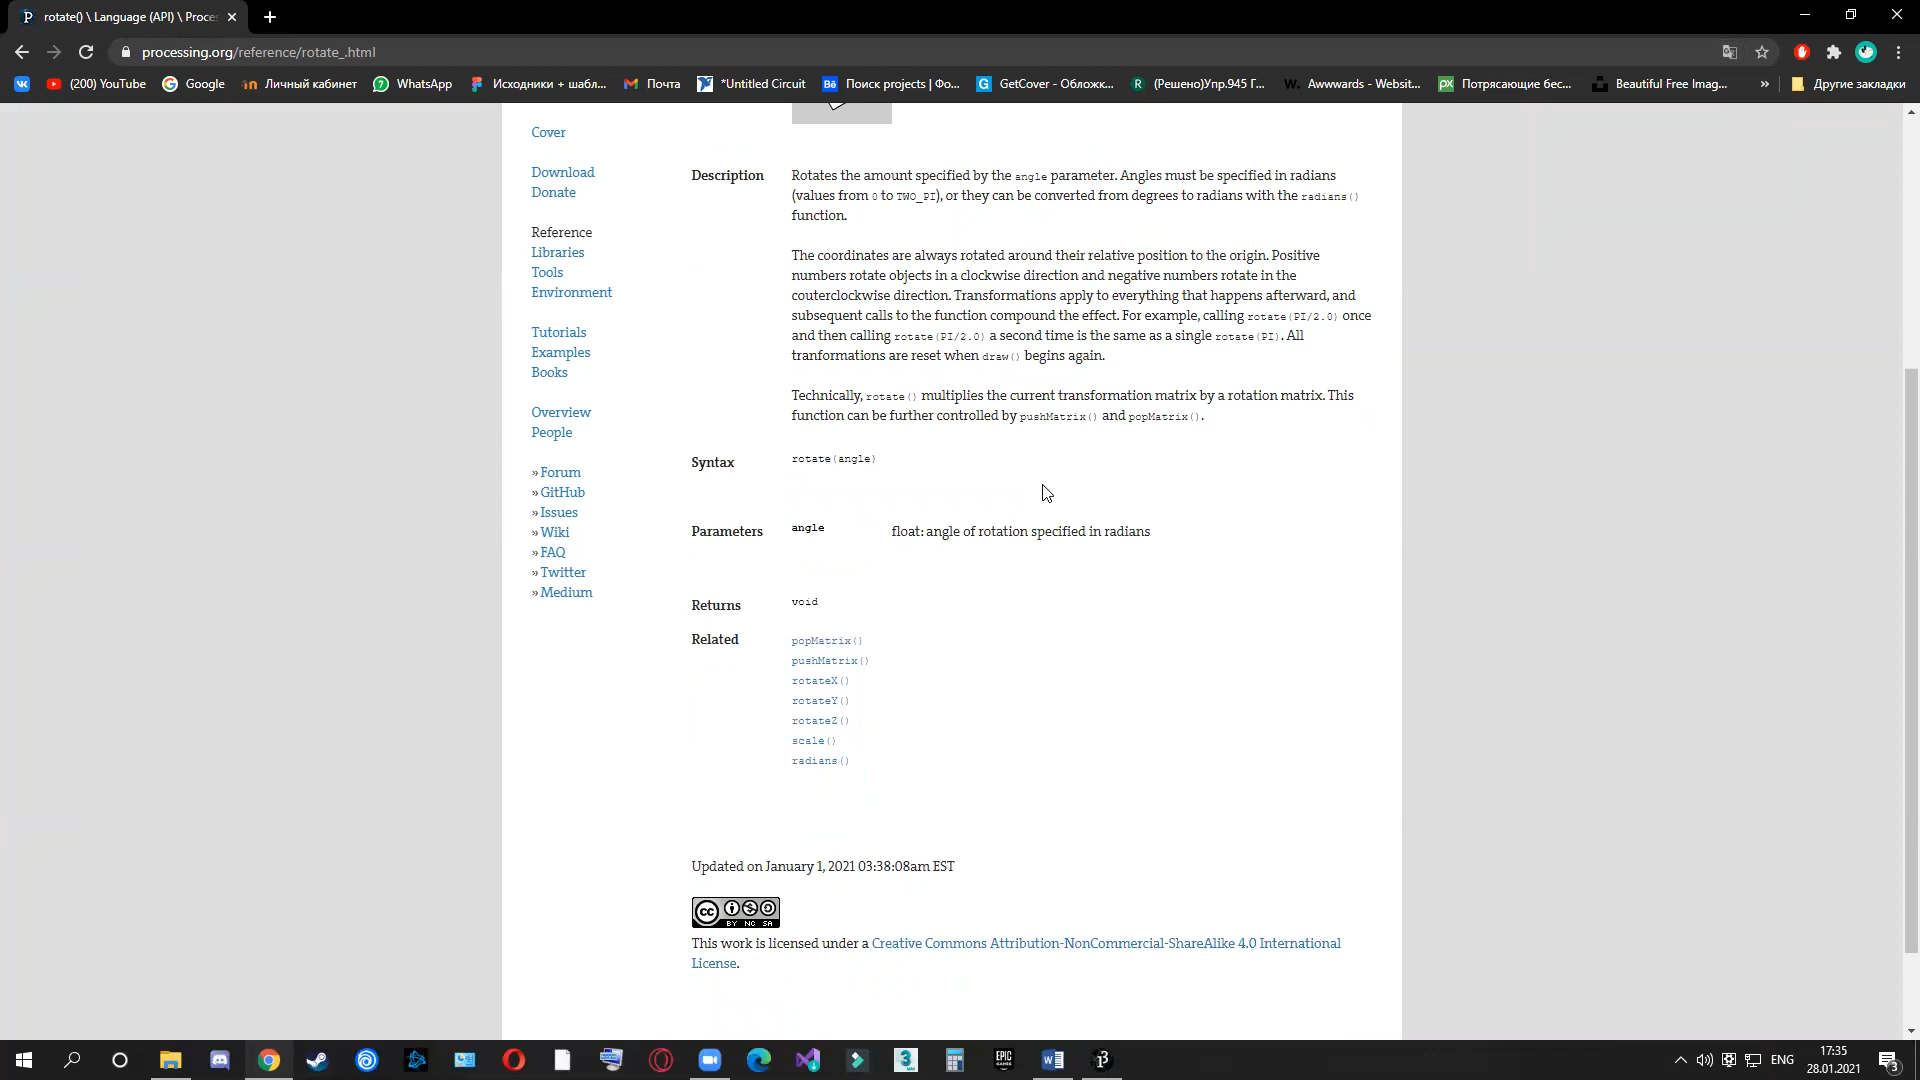 rotate() \ Language (API) \ Proce
processing.org/reference/rotate_.html
(200) YouTube
Google
Личный кабинет
WhatsApp
Исходники + шабл...
Почта
*Untitled Circuit
Поиск projects | Фо...
GetCover - Обложк...
(Решено)Упр.945 Г...
Awwwards - Websit...
Потрясающие бес...
Beautiful Free Imag...
»
Другие закладки
Cover
Download
Donate
Reference
Libraries
Tools
Environment
Tutorials
Examples
Books
Overview
People
» Forum
» GitHub
» Issues
» Wiki
» FAQ
» Twitter
» Medium
Description
Rotates the amount specified by the angle parameter. Angles must be specified in radians
(values from 0 to TWO_PI), or they can be converted from degrees to radians with the radians()
function.
The coordinates are always rotated around their relative position to the origin. Positive
numbers rotate objects in a clockwise direction and negative numbers rotate in the
couterclockwise direction. Transformations apply to everything that happens afterward, and
subsequent calls to the function compound the effect. For example, calling rotate(PI/2.0) once
and then calling rotate(PI/2.0) a second time is the same as a single rotate(PI). All
tranformations are reset when draw() begins again.
Technically, rotate() multiplies the current transformation matrix by a rotation matrix. This
function can be further controlled by pushMatrix() and popMatrix().
Syntax
rotate(angle)
Parameters
angle
float: angle of rotation specified in radians
Returns
void
Related
popMatrix()
pushMatrix()
rotateX()
rotateY()
rotateZ()
scale()
radians()
Updated on January 1, 2021 03:38:08am EST
cc
BY NC SA
This work is licensed under a Creative Commons Attribution-NonCommercial-ShareAlike 4.0 International
License.
ENG
17:35
28.01.2021
3